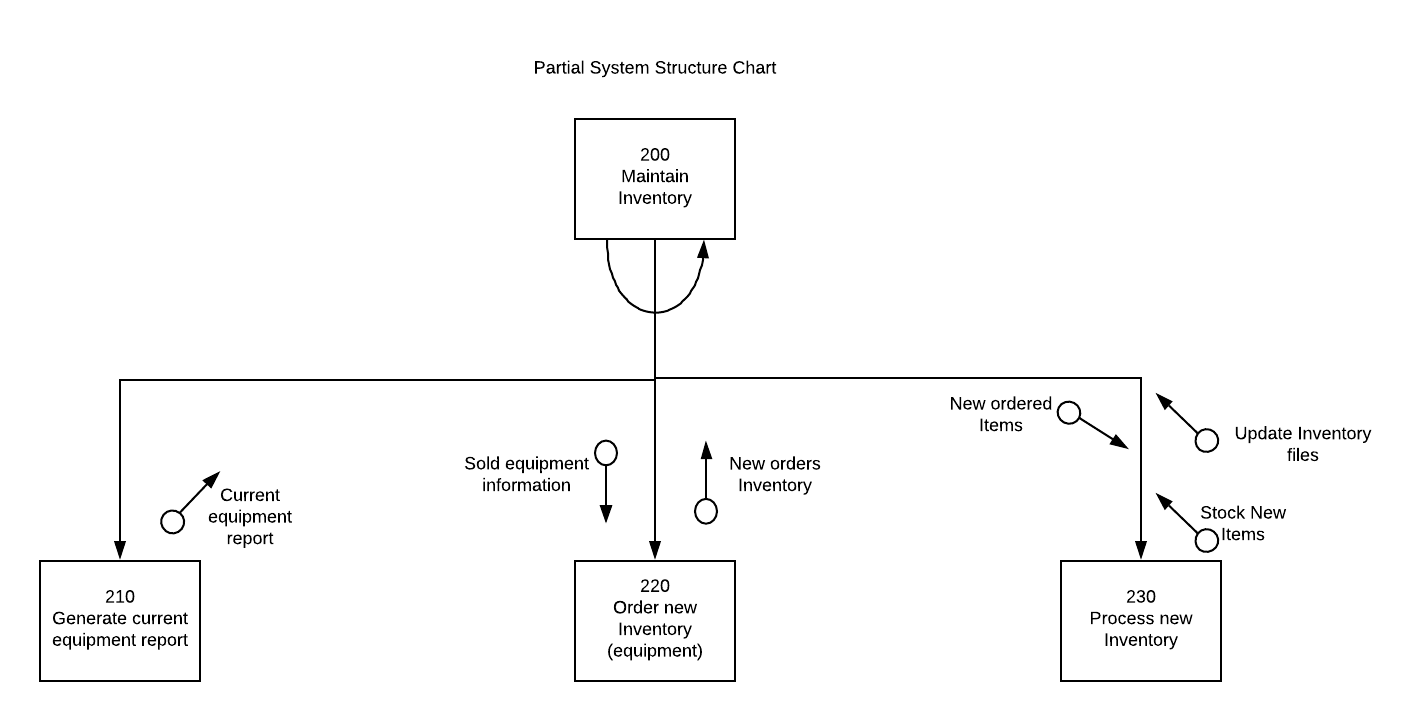 Partial System Structure Chart
200
Maintain
Inventory
New ordered
Items
Update Inventory
files
Sold equipment
information
New orders
Inventory
Current
equipment
report
Stock New
Items
210
Generate current
equipment report
220
Order new
Inventory
(equipment)
230
Process new
Inventory